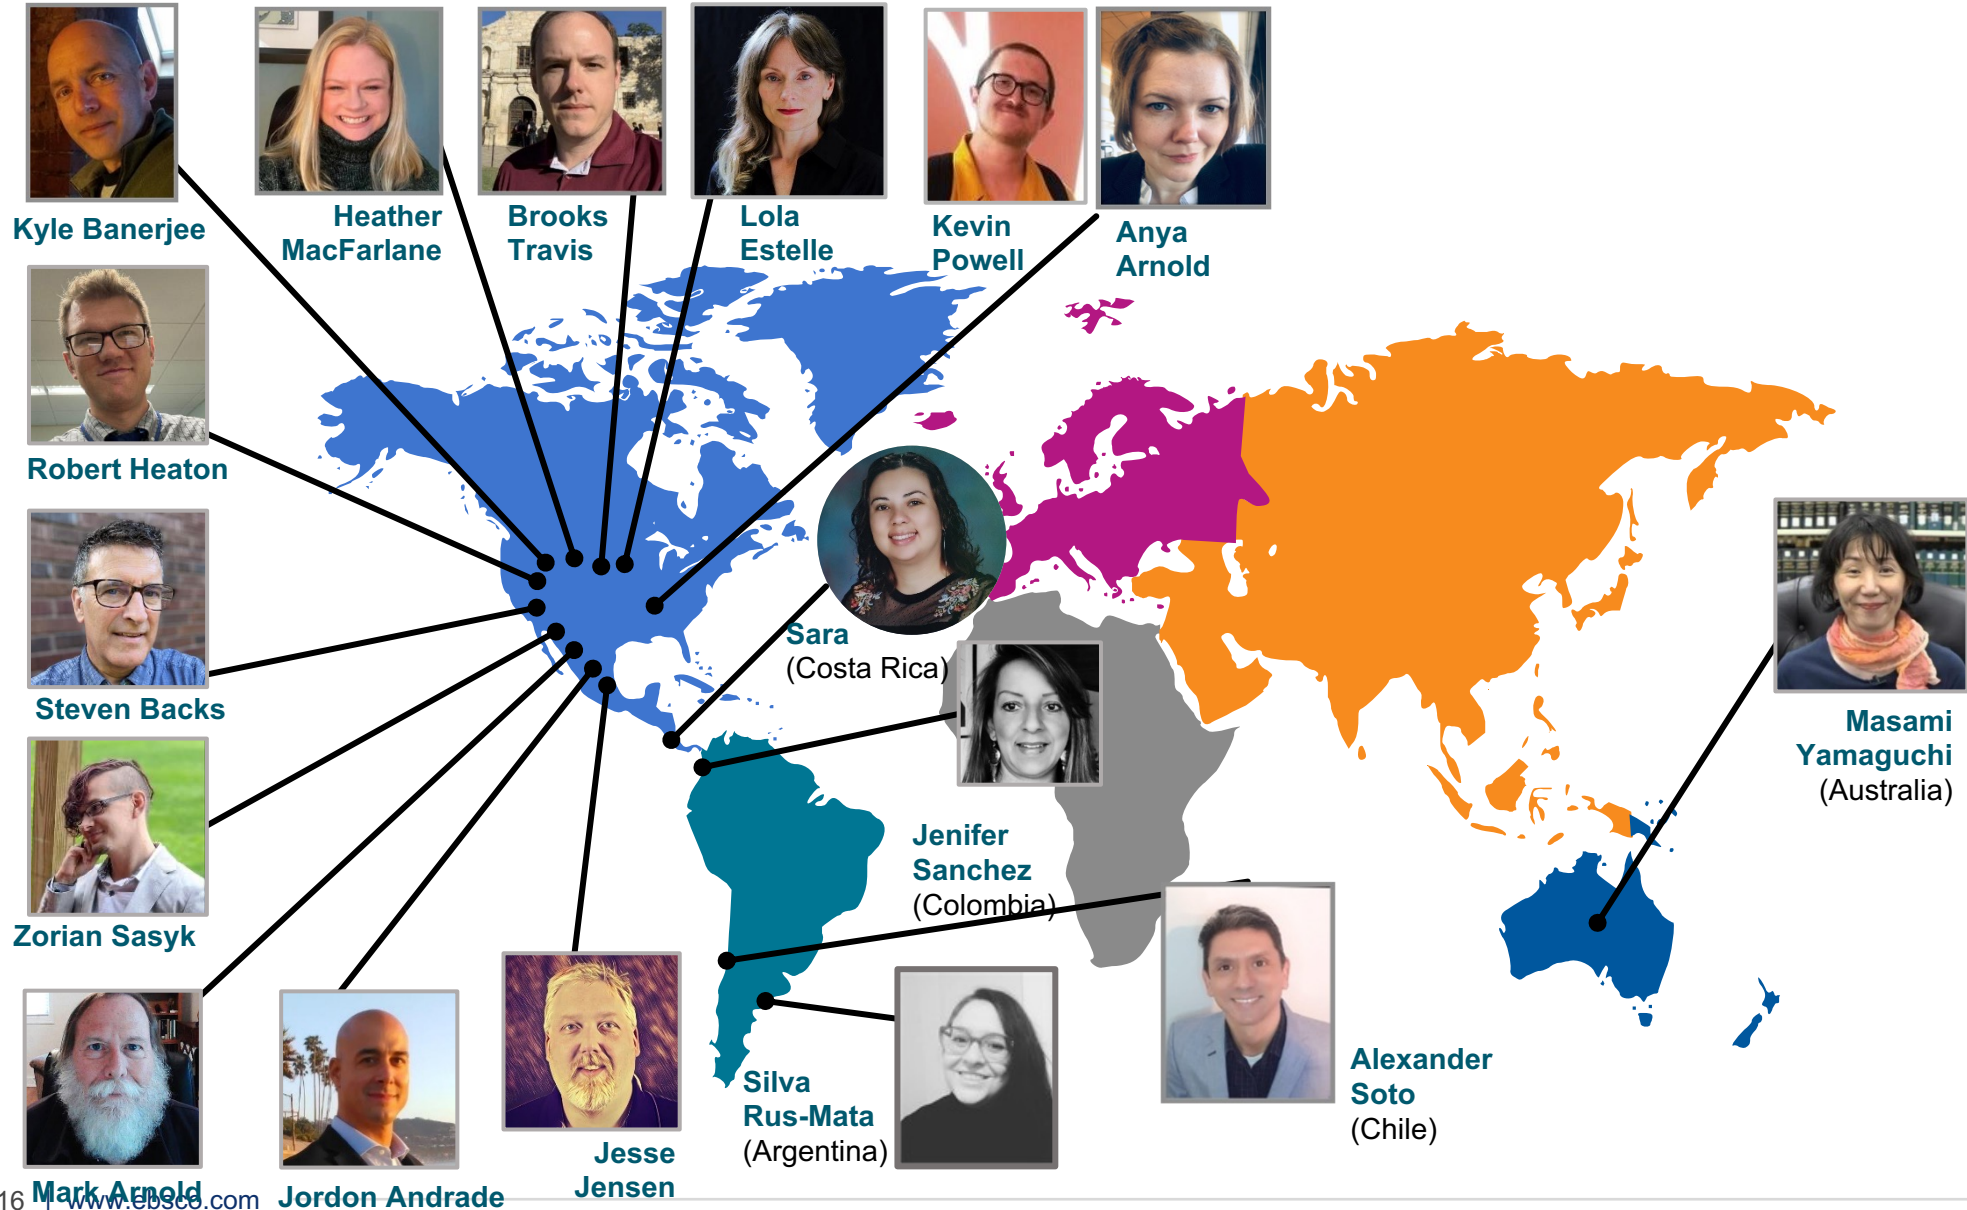 Kyle Banerjee
Heather
MacFarlane
Brooks
Travis
Lola
Estelle
Kevin
Powell
Anya
Arnold
Robert Heaton
Sara
(Costa Rica)
Steven Backs
Masami
Yamaguchi
(Australia)
Jenifer
Sanchez
(Colombia)
Zorian Sasyk
Alexander
Soto
(Chile)
Silva
Rus-Mata
(Argentina)
Jesse
Jensen
Mark Arnold
Jordon Andrade
16 | www.ebsco.com